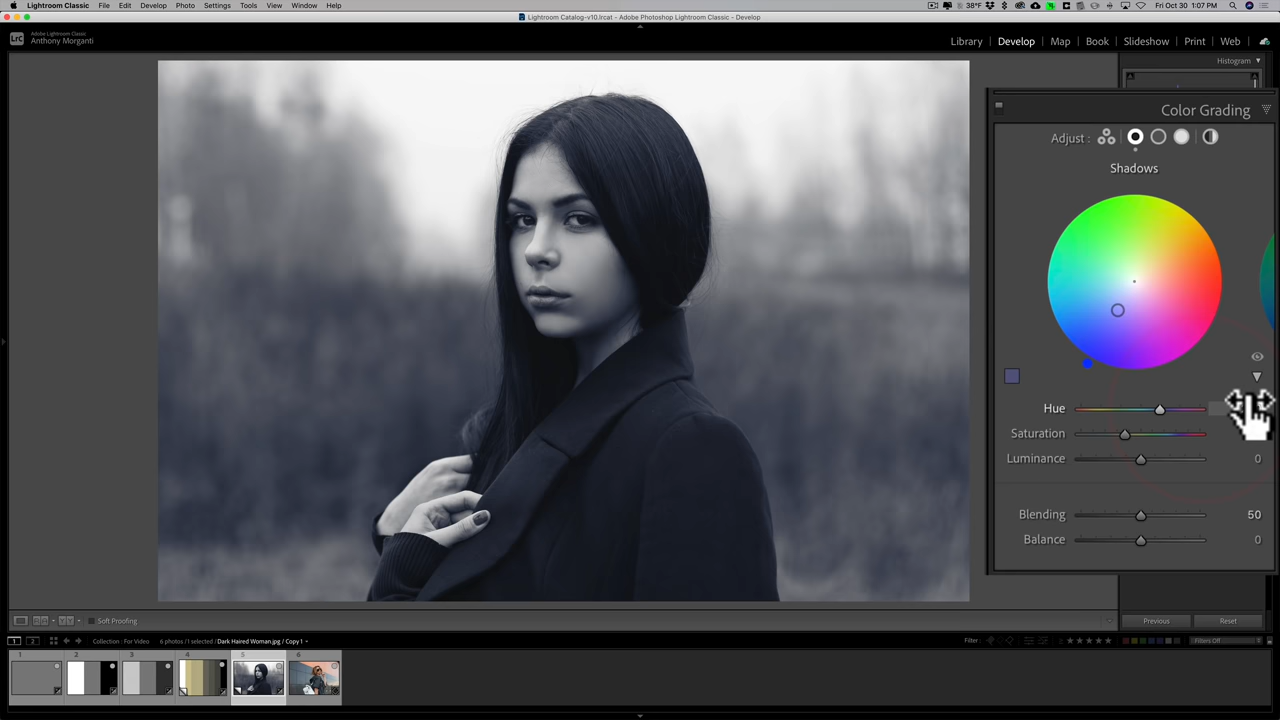 Lightroom Classic File Edit Develop Photo Settings Tools View Window Help 38°F Fri Oct 30 1:07 PM
Lightroom Catalog-v10.lrcat - Adobe Photoshop Lightroom Classic - Develop
LrC
Adobe Lightroom Classic
Anthony Morganti
Library Develop Map Book Slideshow Print Web
Histogram
Color Grading
Adjust :
Shadows
Hue
Saturation
Luminance 0
Blending 50
Balance 0
Soft Proofing
Previous Reset
1 2 Collection : For Video 6 photos / 1 selected / Dark Haired Woman.jpg / Copy 1
Filter : Filters Off
1 2 3 4 5 6